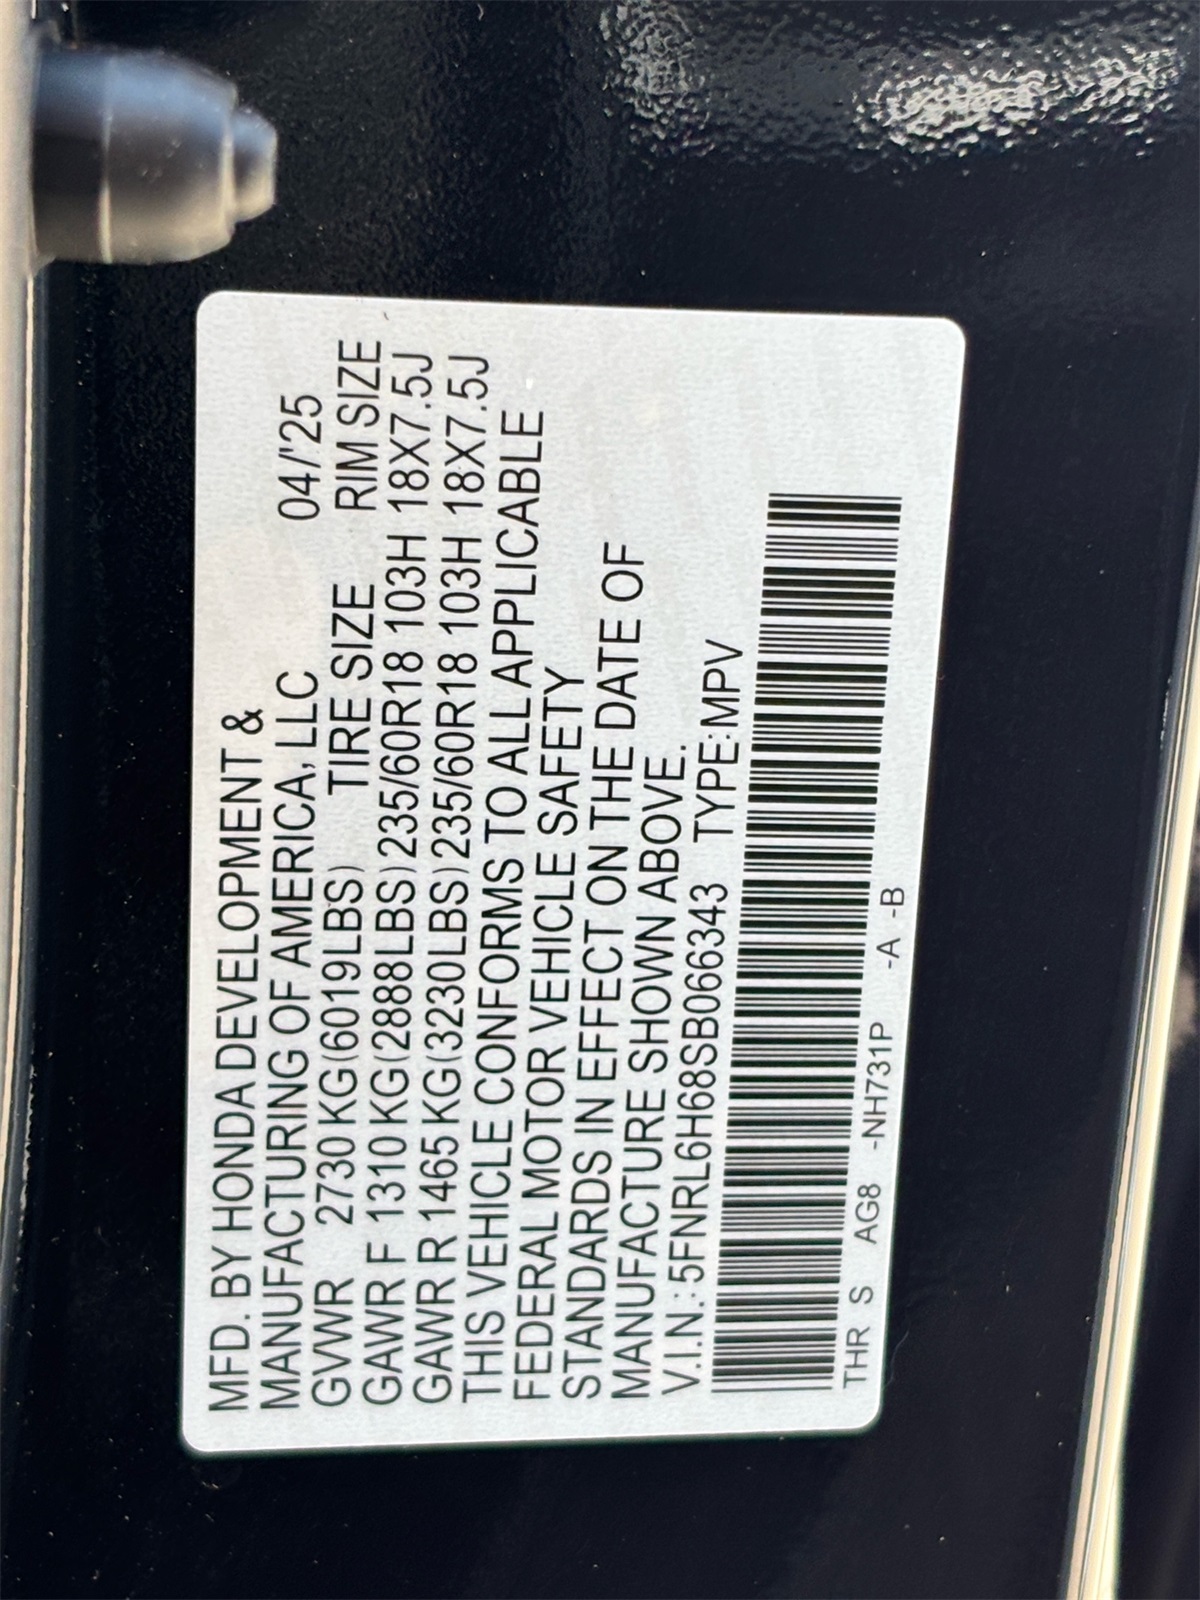 MFD. BY HONDA DEVELOPMENT &
MANUFACTURING OF AMERICA, LLC 04/'25
GVWR 2730KG(6019LBS) TIRE SIZE RIM SIZE
GAWR F 1310KG(2888LBS)235/60R18 103H 18X7.5J
GAWR R 1465KG(3230LBS)235/60R18 103H 18X7.5J
THIS VEHICLE CONFORMS TO ALL APPLICABLE
FEDERAL MOTOR VEHICLE SAFETY
STANDARDS IN EFFECT ON THE DATE OF
MANUFACTURE SHOWN ABOVE.
V.I.N.:5FNRL6H68SB066343 TYPE:MPV
THR S AG8 -NH731P -A -B